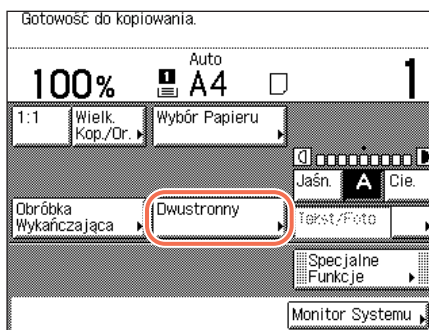 Gotowość do kopiowania.
100%
1
Auto
A4
1
1:1
Wielk.
Kop./Or.
Wybór Papieru
Jaśn.
A
Cie.
Obróbka
Wykańczająca
Dwustronny
Tekst/Foto
Specjalne
Funkcje
Monitor Systemu